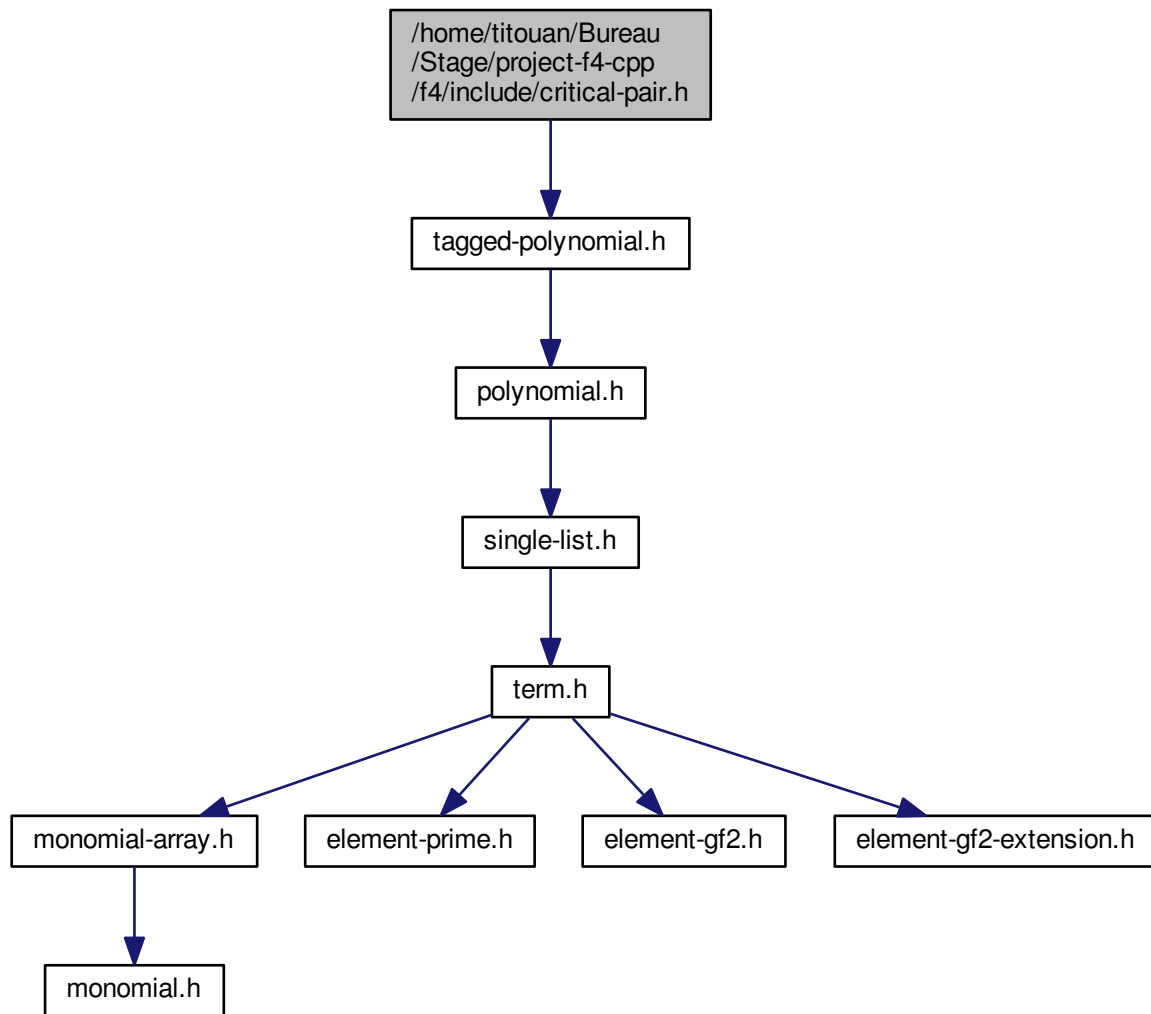 /home/titouan/Bureau
/Stage/project-f4-cpp
/f4/include/critical-pair.h
tagged-polynomial.h
polynomial.h
single-list.h
term.h
monomial-array.h
element-prime.h
element-gf2.h
element-gf2-extension.h
monomial.h